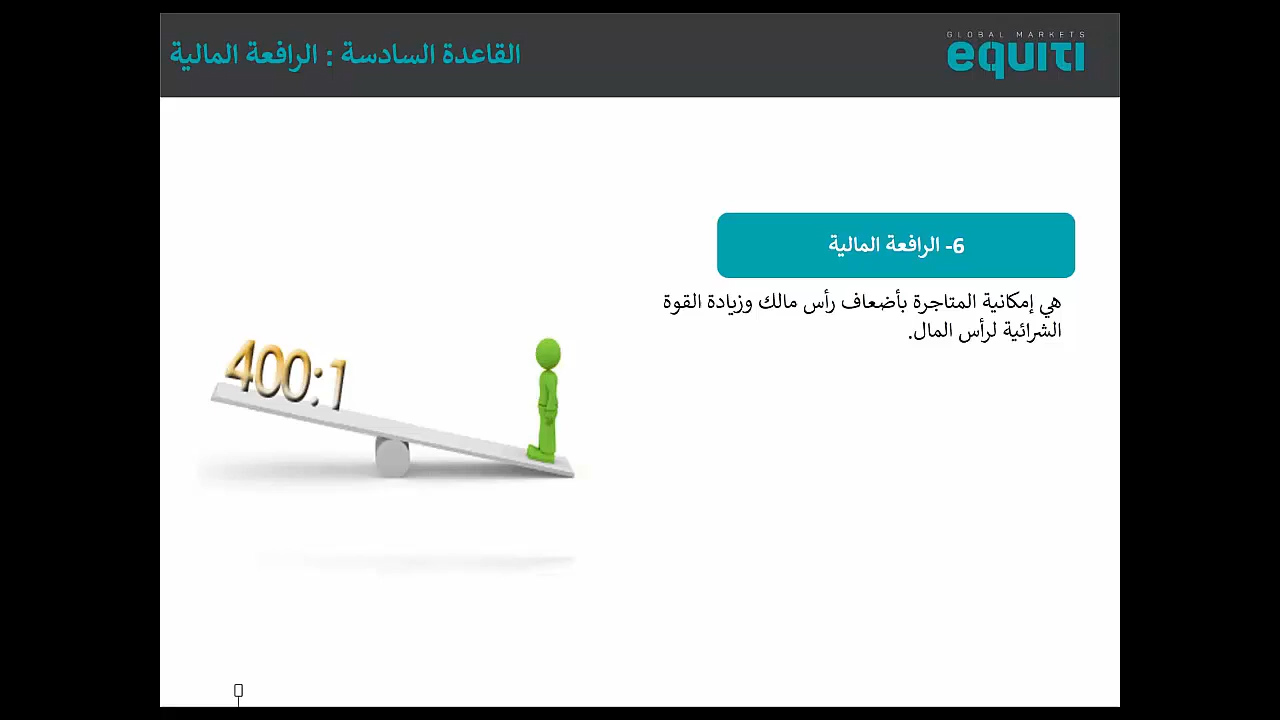 القاعدة السادسة : الرافعة المالية
GLOBAL MARKETS
equiti
6- الرافعة المالية
هي إمكانية المتاجرة بأضعاف رأس مالك وزيادة القوة
الشرائية لرأس المال.
400:1